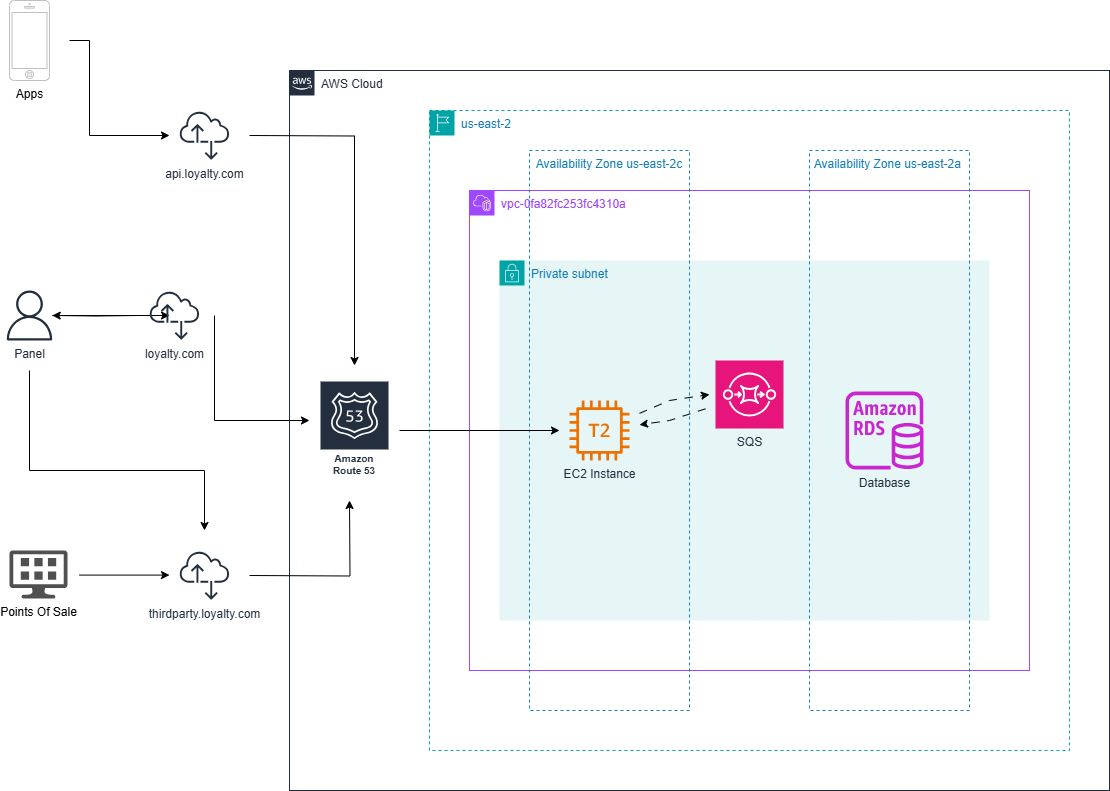 Apps
aws
AWS Cloud
us-east-2
Availability Zone us-east-2c
Availability Zone us-east-2a
api.loyalty.com
vpc-0fa82fc253fc4310a
Private subnet
Panel
loyalty.com
53
Amazon
Route 53
T2
EC2 Instance
SQS
Amazon
RDS
Database
Points Of Sale
thirdparty.loyalty.com